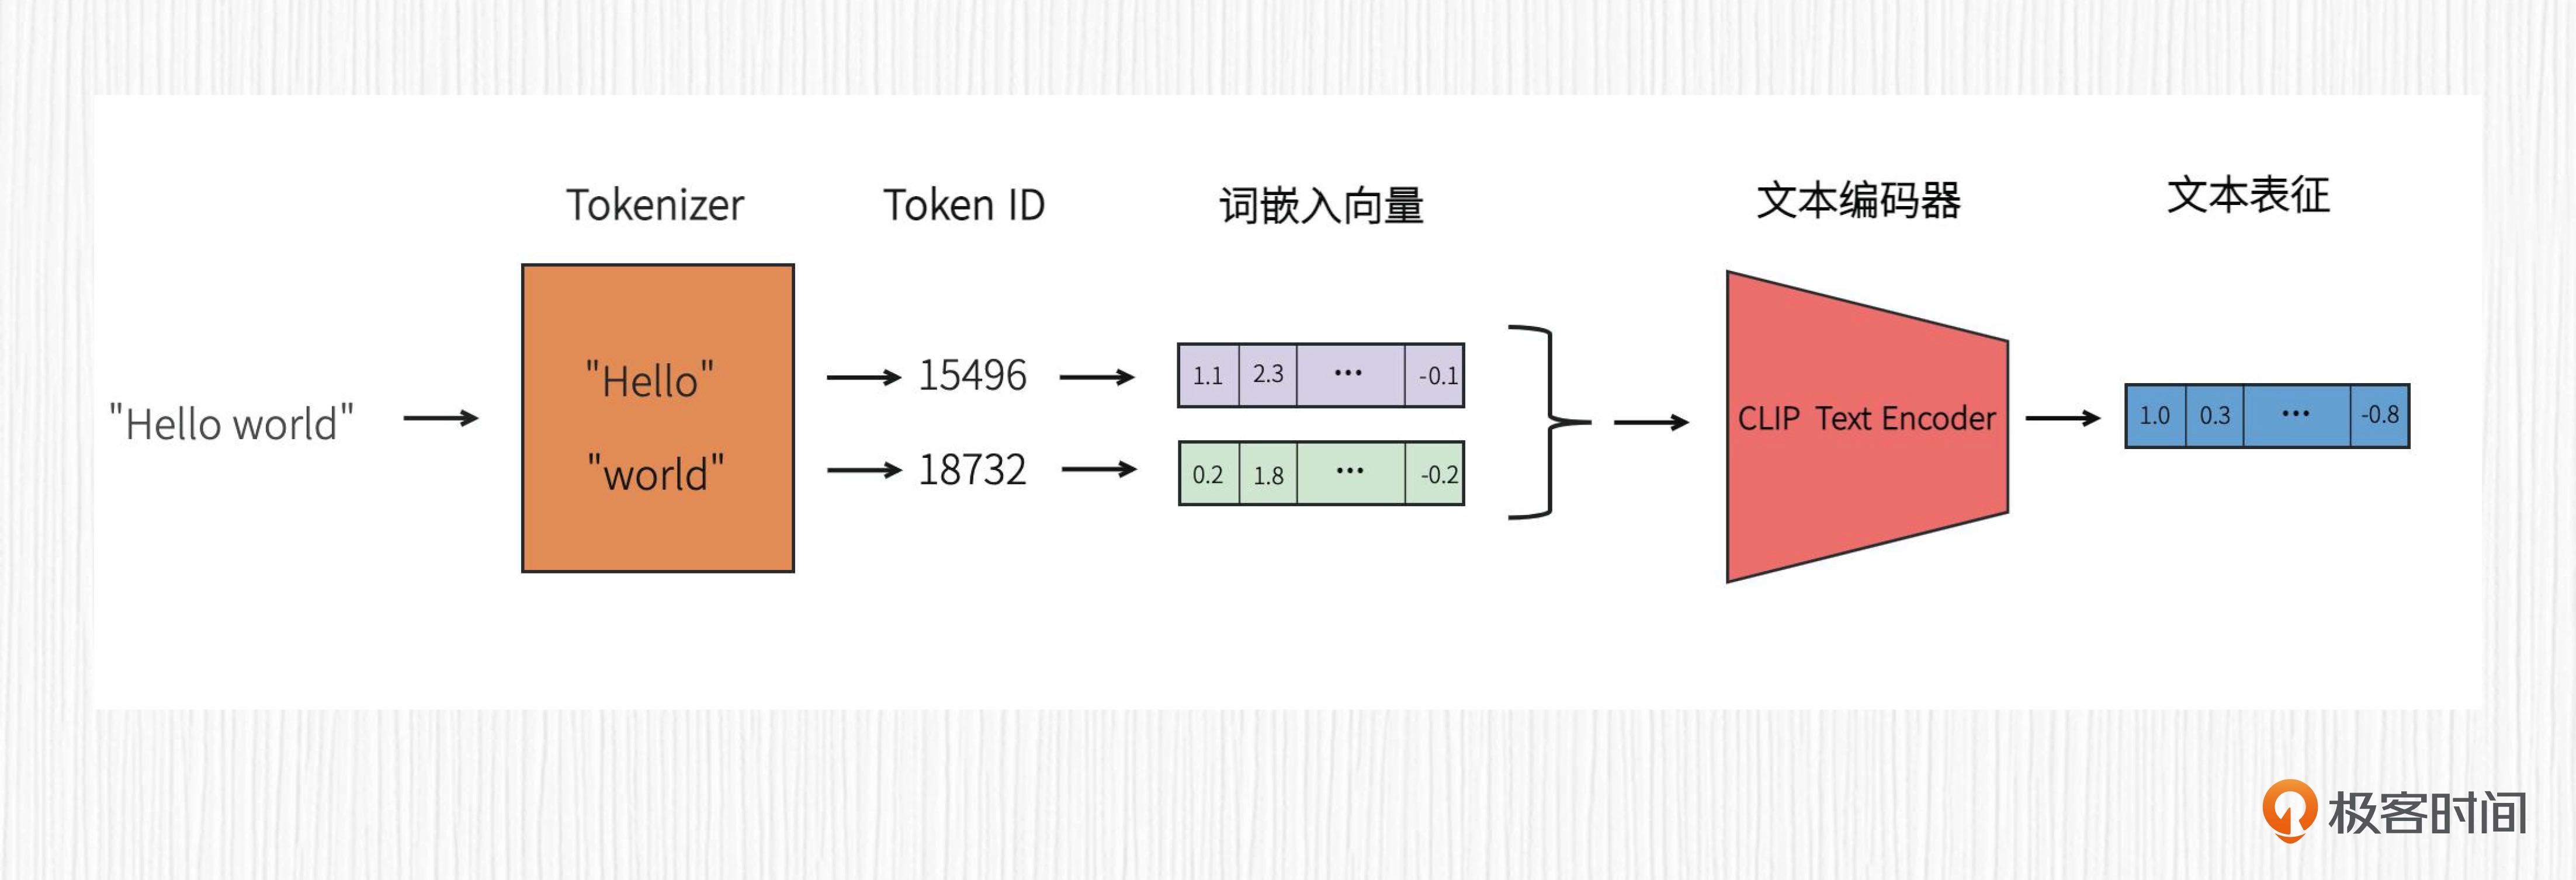 Tokenizer
Token ID
词嵌入向量
文本编码器
文本表征
"Hello world"
"Hello"
"world"
15496
18732
1.1 2.3 ··· -0.1
0.2 1.8 ··· -0.2
CLIP Text Encoder
1.0 0.3 ··· -0.8
极客时间